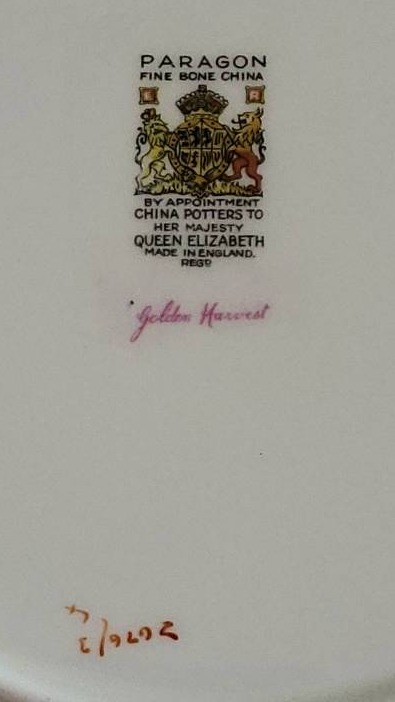 PARAGON
FINE BONE CHINA
E R
BY APPOINTMENT
CHINA POTTERS TO
HER MAJESTY
QUEEN ELIZABETH
MADE IN ENGLAND.
REGD
Golden Harvest